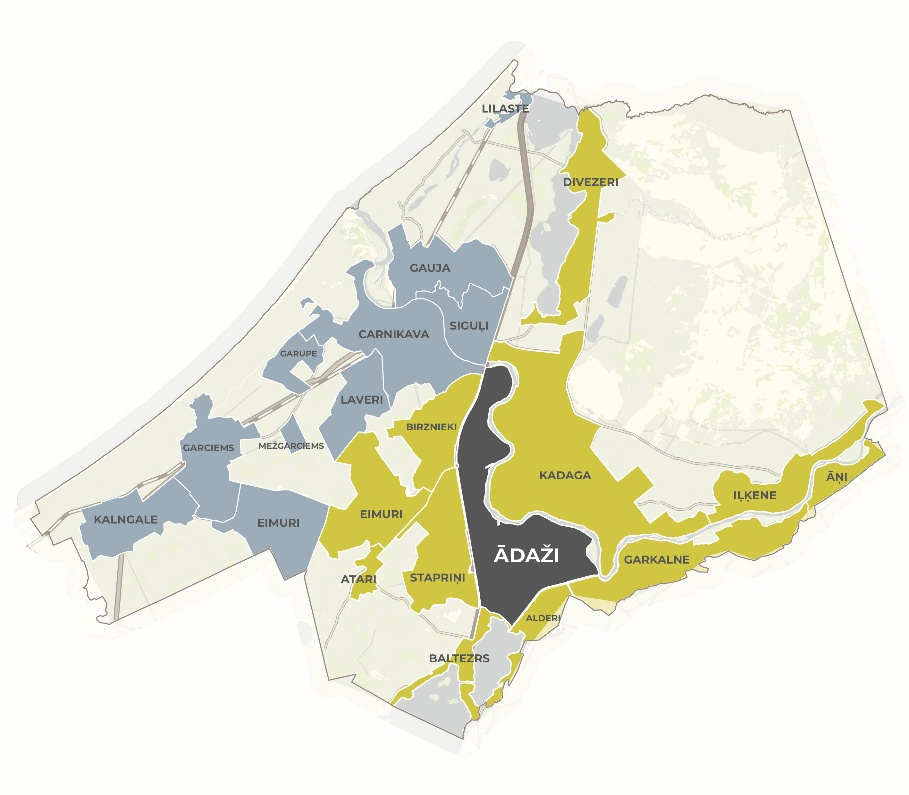 LILASTE
DIVEZERI
GAUJA
SIGUĻI
CARNIKAVA
GARUPE
LAVERI
BIRZNIEKI
GARCIEMS
MEŽGARCIEMS
KADAGA
ĀŅI
IĻĶENE
KALNGALE
EIMURI
EIMURI
ĀDAŽI
GARKALNE
ATARI
STAPRIŅI
ALDERI
BALTEZRS